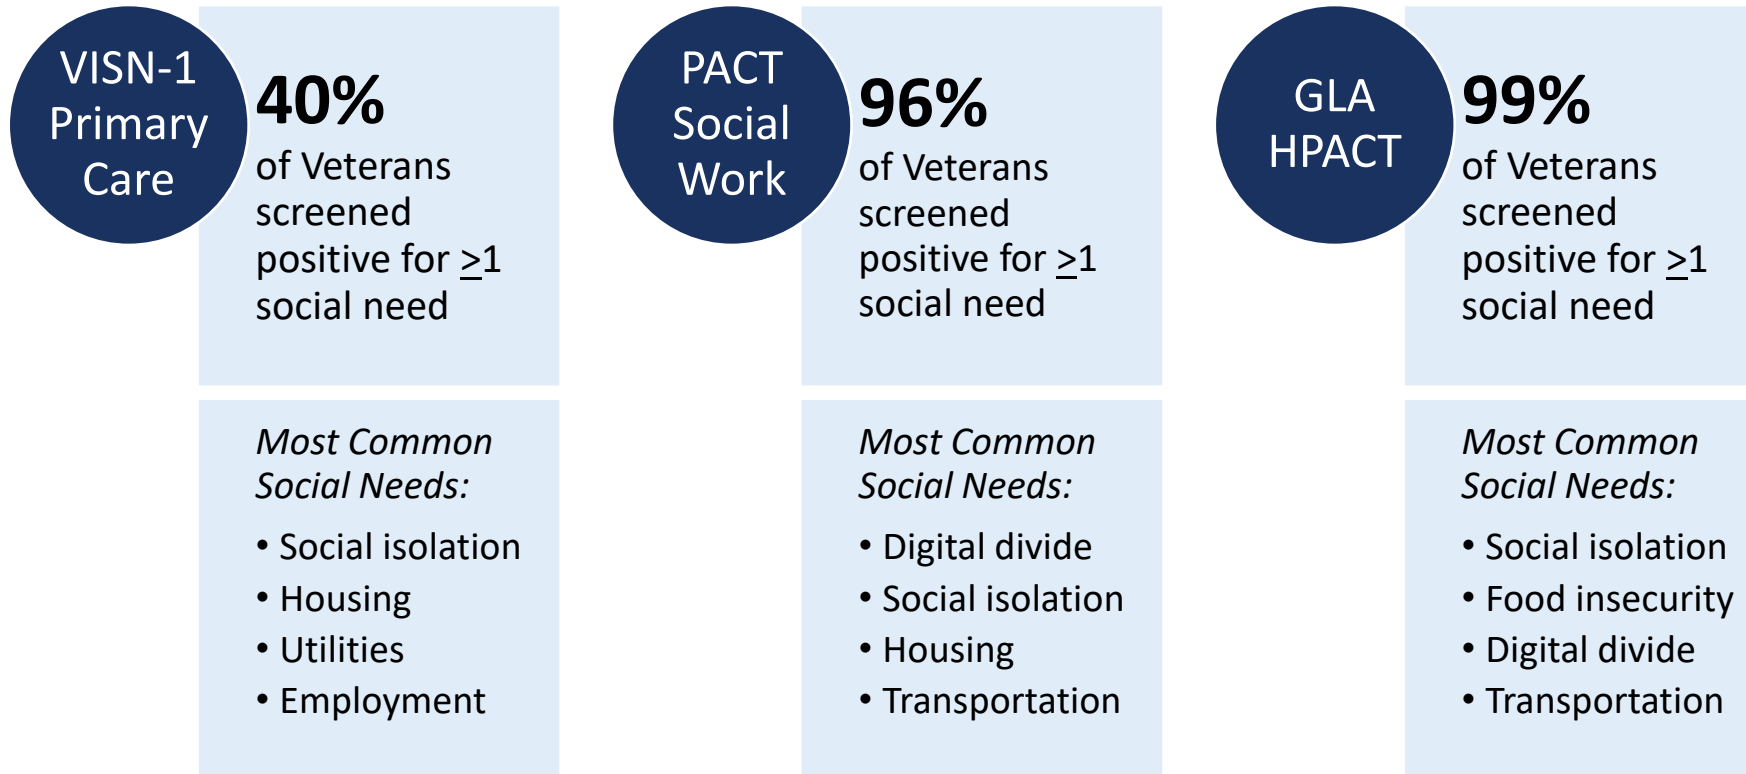 VISN-1
Primary
Care
40%
of Veterans
screened
positive for ≥1
social need
Most Common
Social Needs:
• Social isolation
• Housing
• Utilities
• Employment
PACT
Social
Work
96%
of Veterans
screened
positive for ≥1
social need
Most Common
Social Needs:
• Digital divide
• Social isolation
• Housing
• Transportation
GLA
HPACT
99%
of Veterans
screened
positive for ≥1
social need
Most Common
Social Needs:
• Social isolation
• Food insecurity
• Digital divide
• Transportation